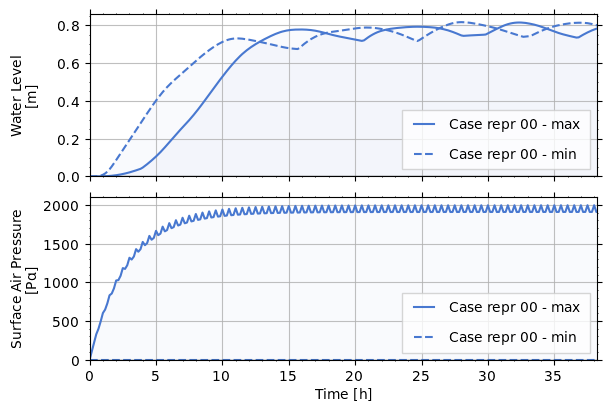 0.8
0.6
0.4
0.2
0.0
Water Level
[m]
Case repr 00 - max
Case repr 00 - min
2000
1500
1000
500
0
Surface Air Pressure
[Pa]
Case repr 00 - max
Case repr 00 - min
0 5 10 15 20 25 30 35
Time [h]